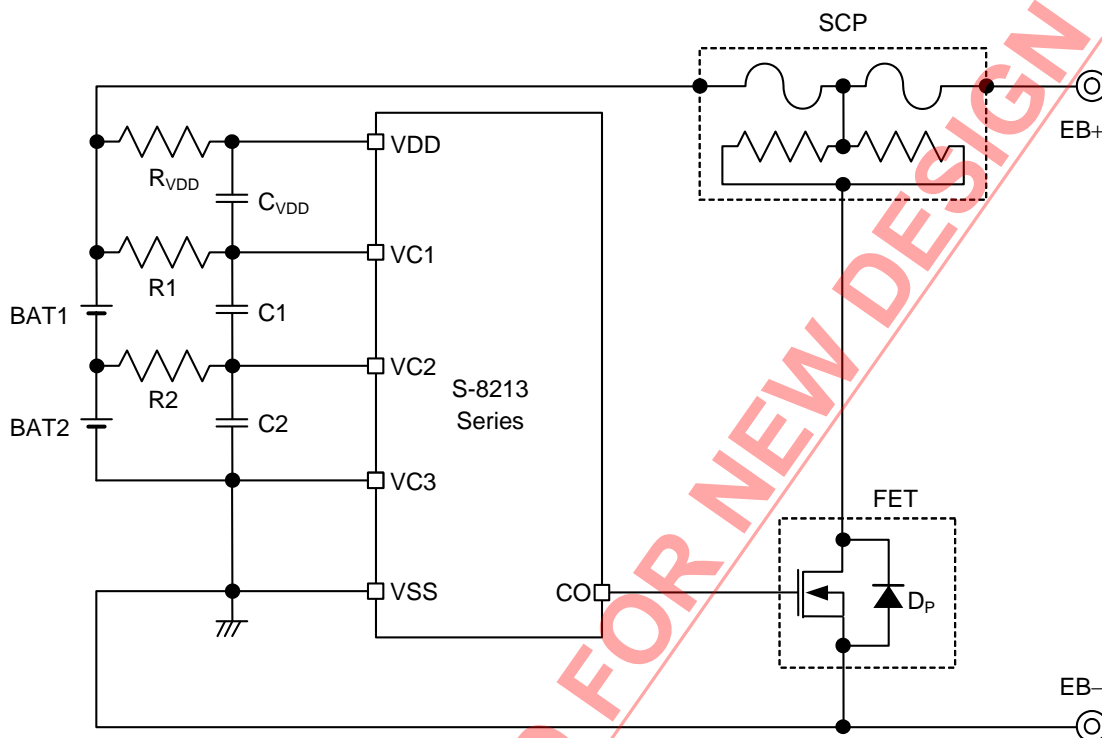 SCP
EB+
VDD
RVDD
CVDD
VC1
R1
BAT1
C1
VC2
R2
S-8213
Series
BAT2
C2
VC3
FET
VSS
CO
DP
EB−
FOR NEW DESIGN